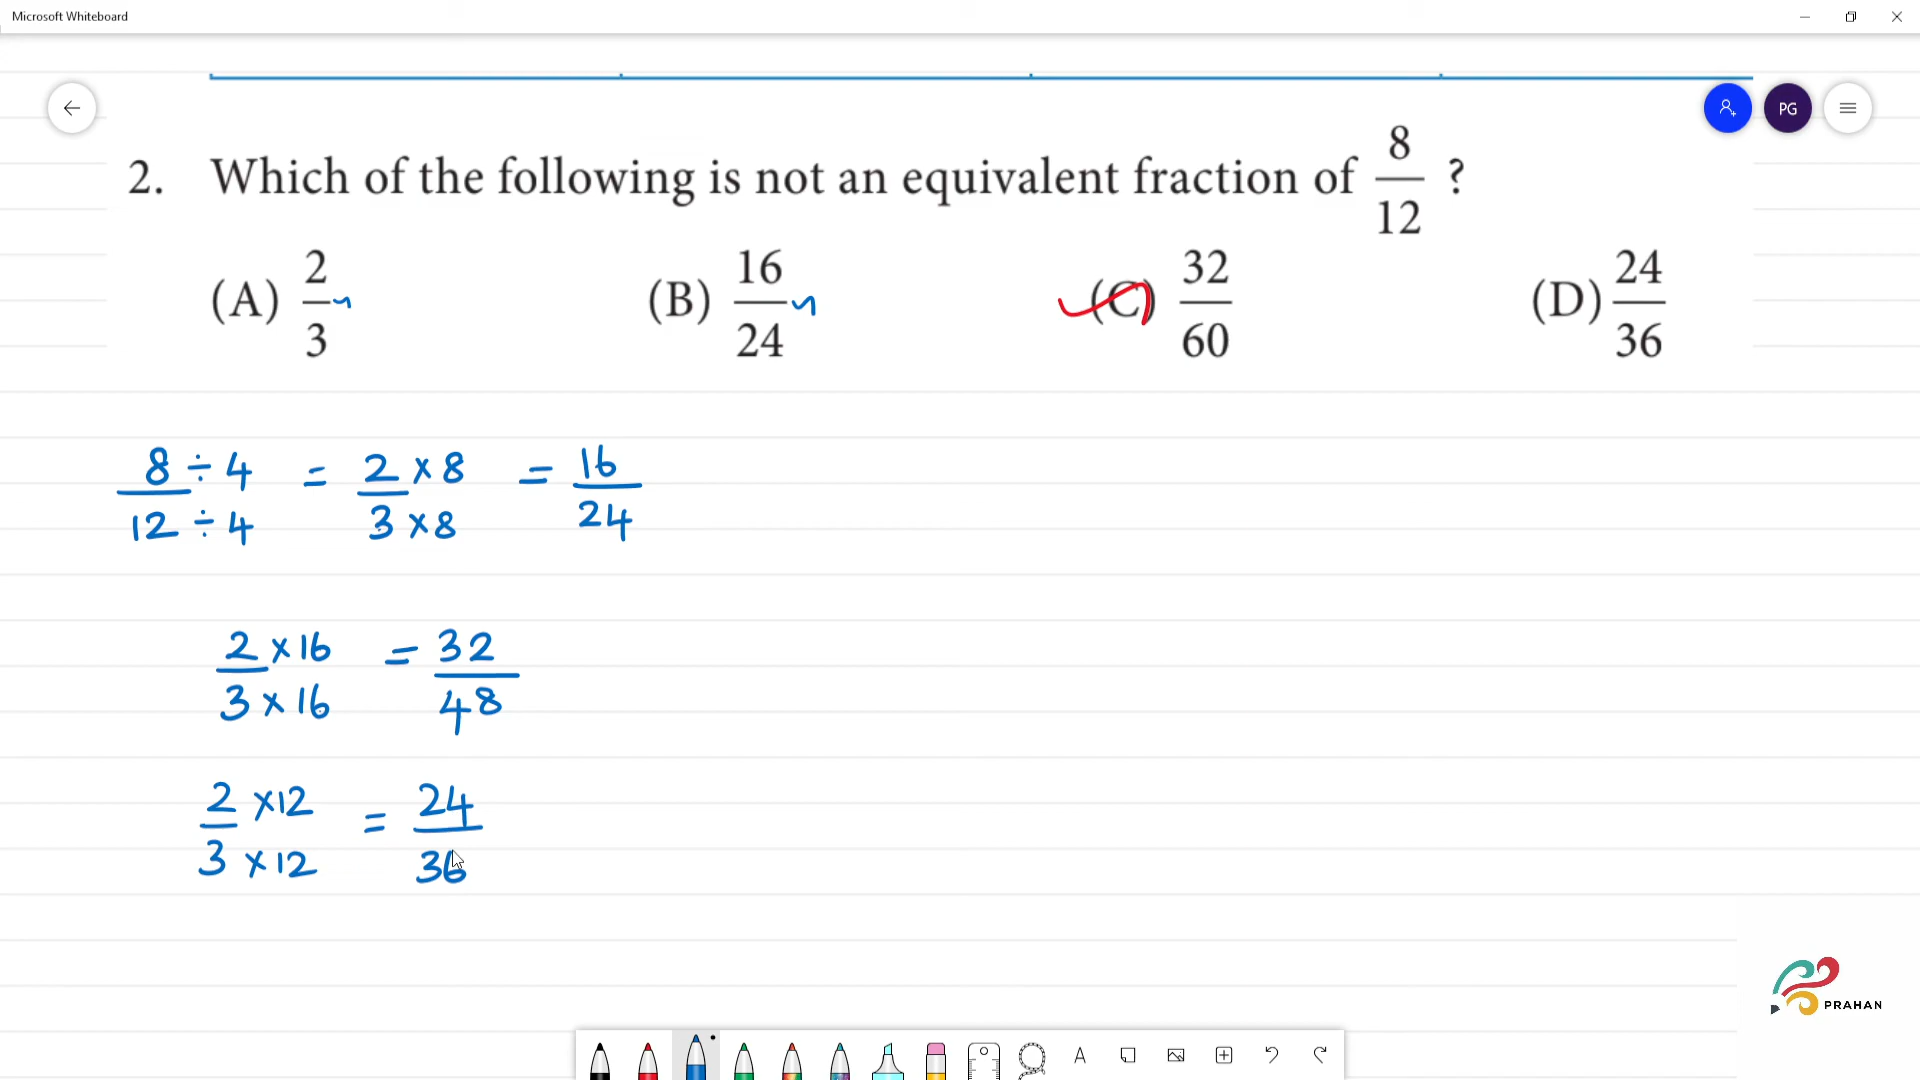 Microsoft Whiteboard
PG
2. Which of the following is not an equivalent fraction of 8/12 ?
(A) 2/3 (B) 16/24 (C) 32/60 (D) 24/36
8 ÷ 4 / 12 ÷ 4 = 2 × 8 / 3 × 8 = 16/24
2 × 16 / 3 × 16 = 32/48
2 × 12 / 3 × 12 = 24/36
PRAHAN
A